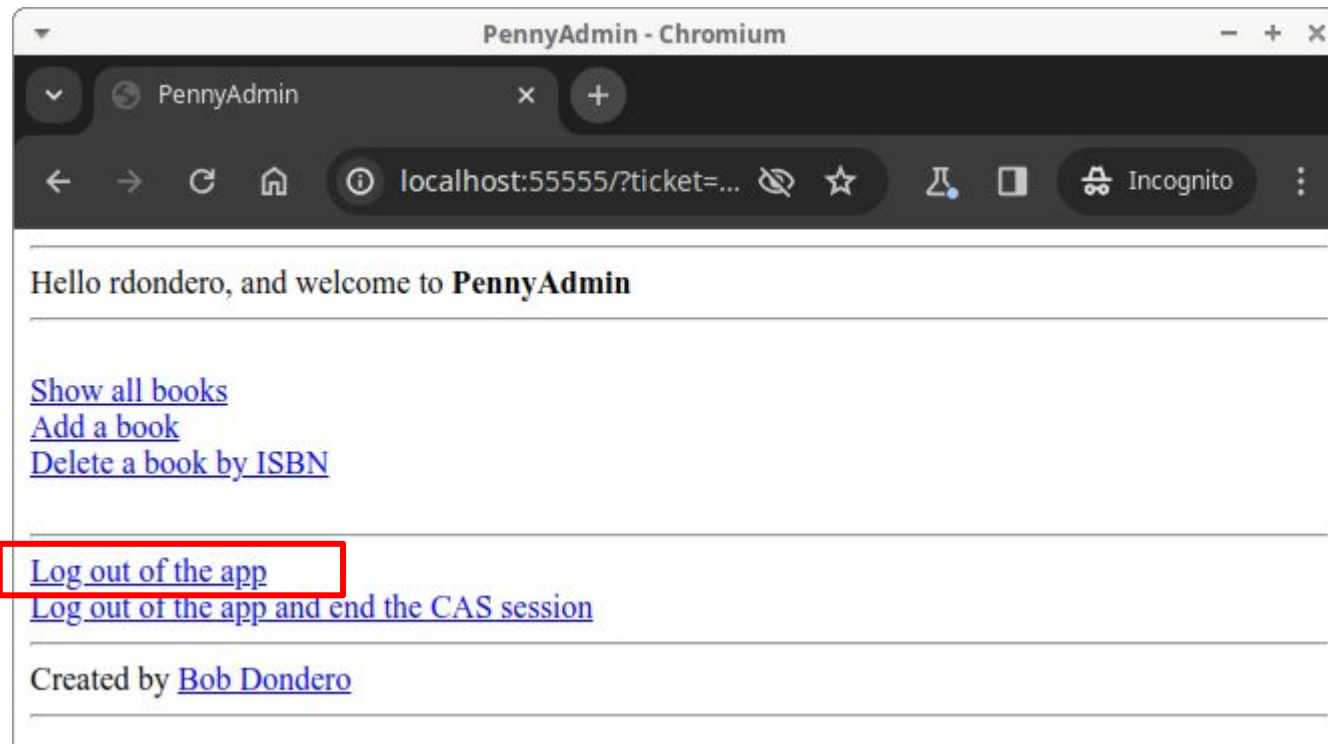 PennyAdmin - Chromium
PennyAdmin
localhost:55555/?ticket=...
Incognito
Hello rdondero, and welcome to PennyAdmin
Show all books
Add a book
Delete a book by ISBN
Log out of the app
Log out of the app and end the CAS session
Created by Bob Dondero